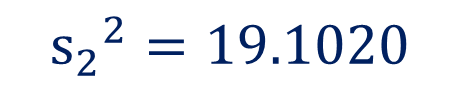 s₂² = 19.1020